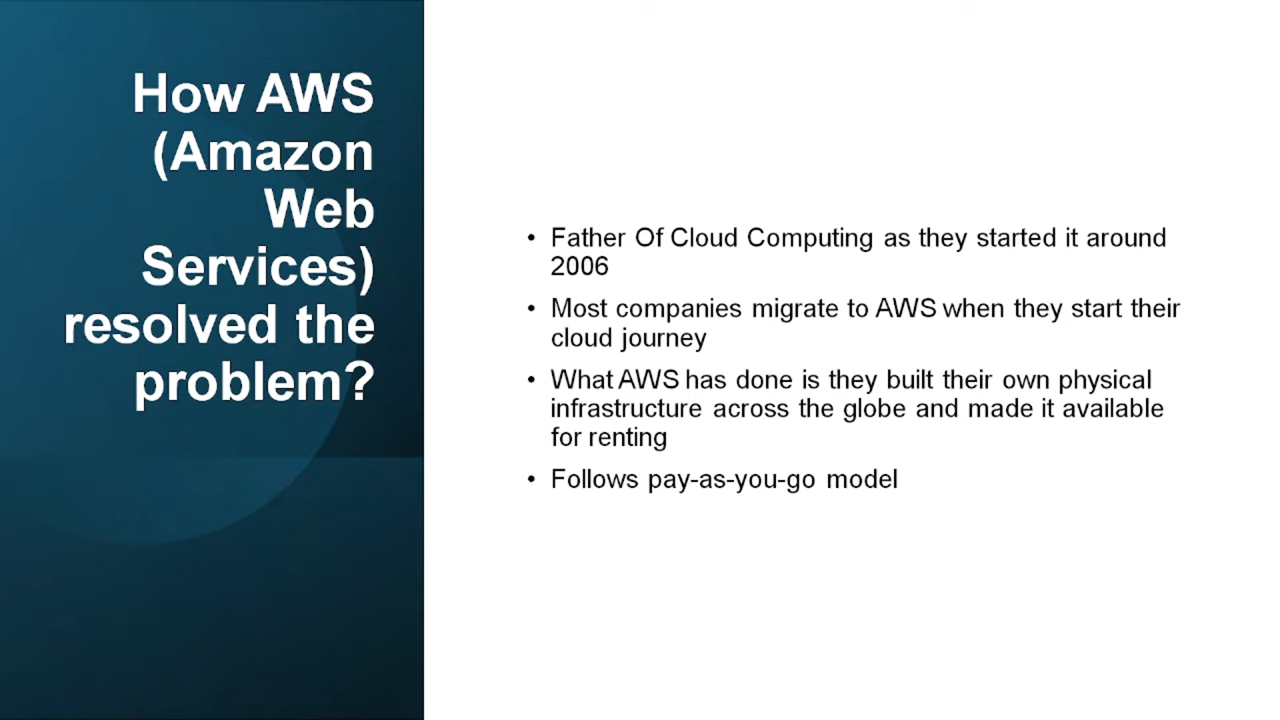 How AWS
(Amazon
Web
Services)
resolved the
problem?
• Father Of Cloud Computing as they started it around
2006
• Most companies migrate to AWS when they start their
cloud journey
• What AWS has done is they built their own physical
infrastructure across the globe and made it available
for renting
• Follows pay-as-you-go model